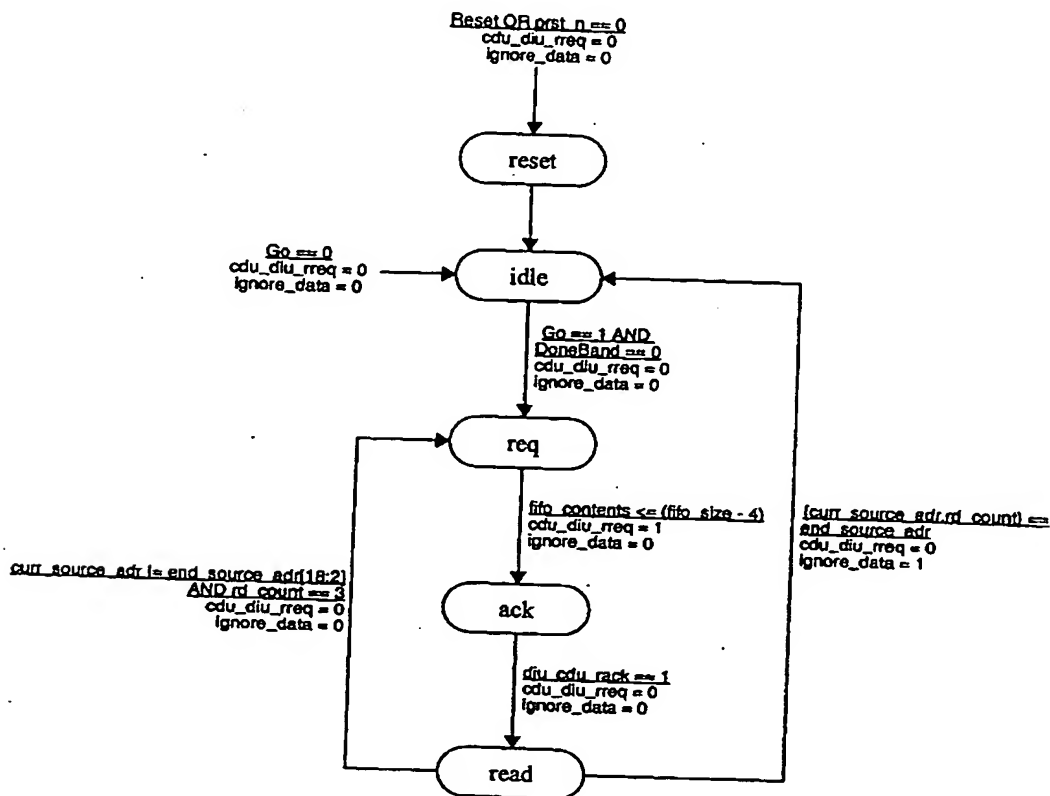 Reset OR prst_n == 0
cdu_diu_rreq = 0
ignore_data = 0
reset
Go == 0
cdu_diu_rreq = 0
ignore_data = 0
idle
Go == 1 AND
DoneBand == 0
cdu_diu_rreq = 0
ignore_data = 0
req
fifo_contents <= (fifo_size - 4)
cdu_diu_rreq = 1
ignore_data = 0
{curr_source_adr,rd_count} ==
end_source_adr
cdu_diu_rreq = 0
ignore_data = 1
curr_source_adr != end_source_adr[18:2]
AND rd_count == 3
cdu_diu_rreq = 0
ignore_data = 0
ack
diu_cdu_rack == 1
cdu_diu_rreq = 0
ignore_data = 0
read